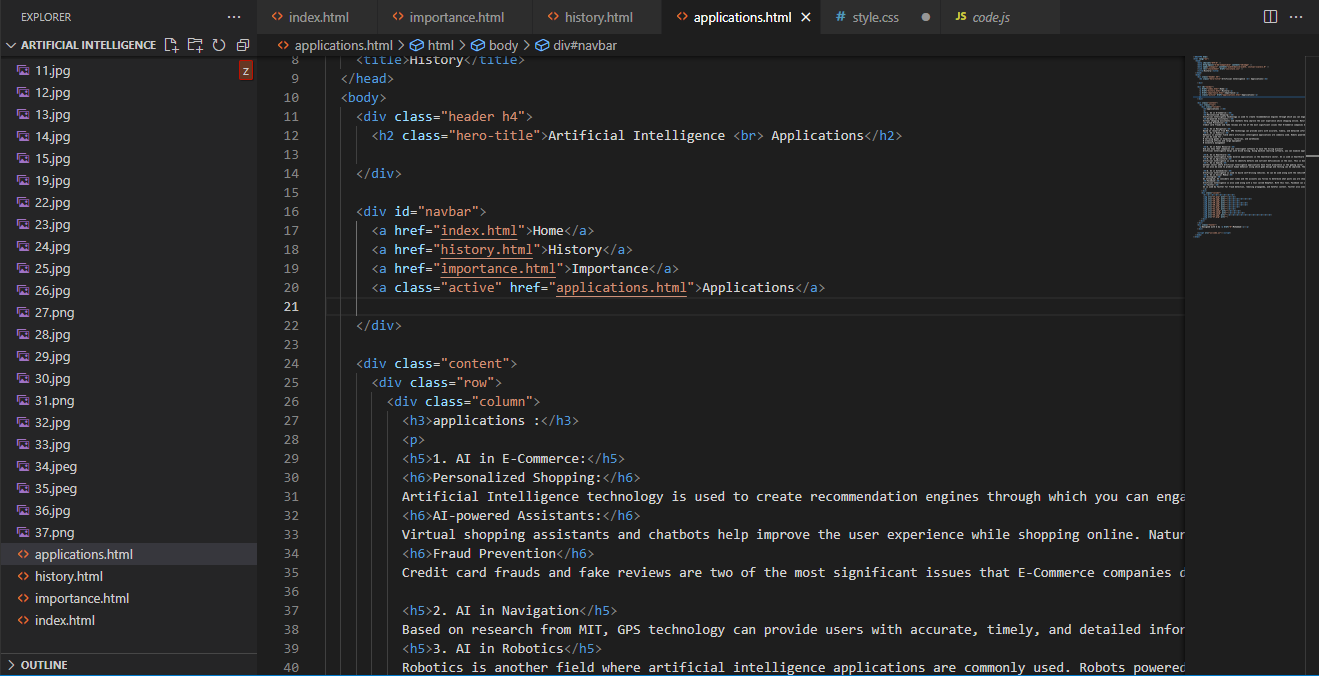 EXPLORER
index.html
importance.html
history.html
applications.html
style.css
JS code.js
ARTIFICIAL INTELLIGENCE
applications.html > html > body > div#navbar
11.jpg
Z
12.jpg
13.jpg
14.jpg
15.jpg
19.jpg
22.jpg
23.jpg
24.jpg
25.jpg
26.jpg
27.png
28.jpg
29.jpg
30.jpg
31.png
32.jpg
33.jpg
34.jpeg
35.jpeg
36.jpg
37.png
applications.html
history.html
importance.html
index.html
OUTLINE
8 <title>History</title>
9 </head>
10 <body>
11 <div class="header h4">
12 <h2 class="hero-title">Artificial Intelligence <br> Applications</h2>
13
14 </div>
15
16 <div id="navbar">
17 <a href="index.html">Home</a>
18 <a href="history.html">History</a>
19 <a href="importance.html">Importance</a>
20 <a class="active" href="applications.html">Applications</a>
21
22 </div>
23
24 <div class="content">
25 <div class="row">
26 <div class="column">
27 <h3>applications :</h3>
28 <p>
29 <h5>1. AI in E-Commerce:</h5>
30 <h6>Personalized Shopping:</h6>
31 Artificial Intelligence technology is used to create recommendation engines through which you can enga
32 <h6>AI-powered Assistants:</h6>
33 Virtual shopping assistants and chatbots help improve the user experience while shopping online. Natur
34 <h6>Fraud Prevention</h6>
35 Credit card frauds and fake reviews are two of the most significant issues that E-Commerce companies d
36
37 <h5>2. AI in Navigation</h5>
38 Based on research from MIT, GPS technology can provide users with accurate, timely, and detailed infor
39 <h5>3. AI in Robotics</h5>
40 Robotics is another field where artificial intelligence applications are commonly used. Robots powered